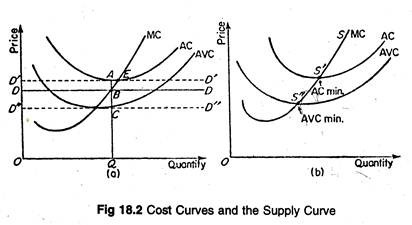 Price
MC
AC
AVC
D' A E D'
D B D
D" C D"
O Q Quantity
(a)
Price
S MC
AC
AVC
S'
AC min.
S"
AVC min.
O Quantity
(b)
Fig 18.2 Cost Curves and the Supply Curve